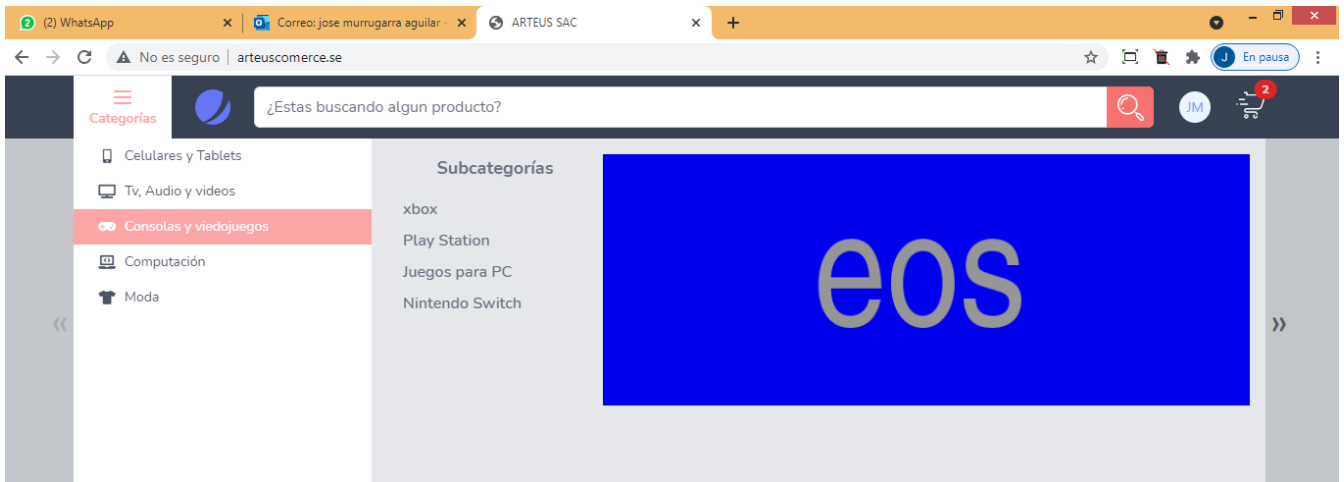 (2) WhatsApp
Correo: jose murrugarra aguilar -
ARTEUS SAC
No es seguro | arteuscomerce.se
J En pausa
Categorías
¿Estas buscando algun producto?
JM
2
Celulares y Tablets
Tv, Audio y videos
Consolas y viedojuegos
Computación
Moda
Subcategorías
xbox
Play Station
Juegos para PC
Nintendo Switch
eos